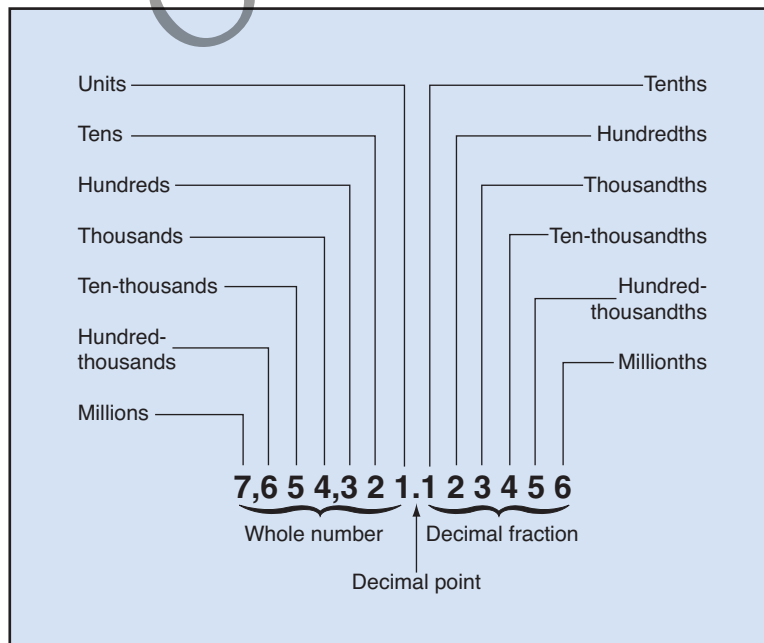 Units
Tenths
Tens
Hundredths
Hundreds
Thousandths
Thousands
Ten-thousandths
Ten-thousands
Hundred-
thousandths
Hundred-
thousands
Millionths
Millions
7,6 5 4,3 2 1.1 2 3 4 5 6
Whole number
Decimal fraction
Decimal point